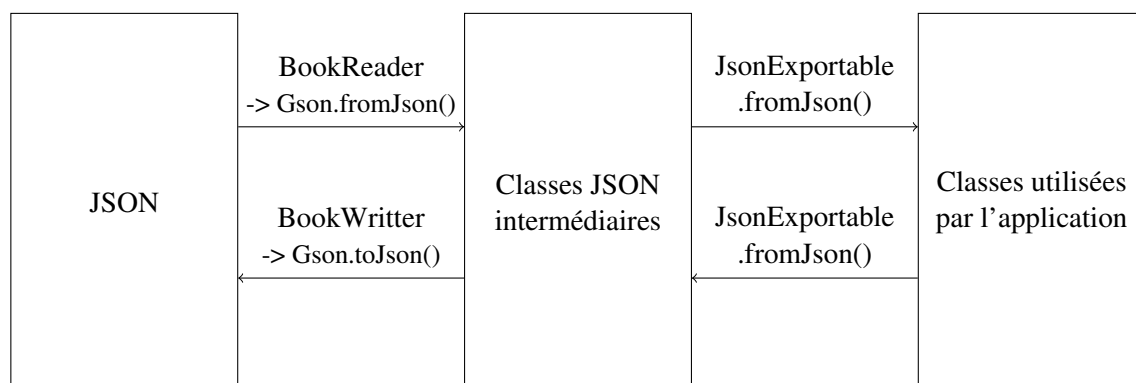 JSON
BookReader
-> Gson.fromJson()
BookWritter
-> Gson.toJson()
Classes JSON
intermédiaires
JsonExportable
.fromJson()
JsonExportable
.fromJson()
Classes utilisées
par l'application